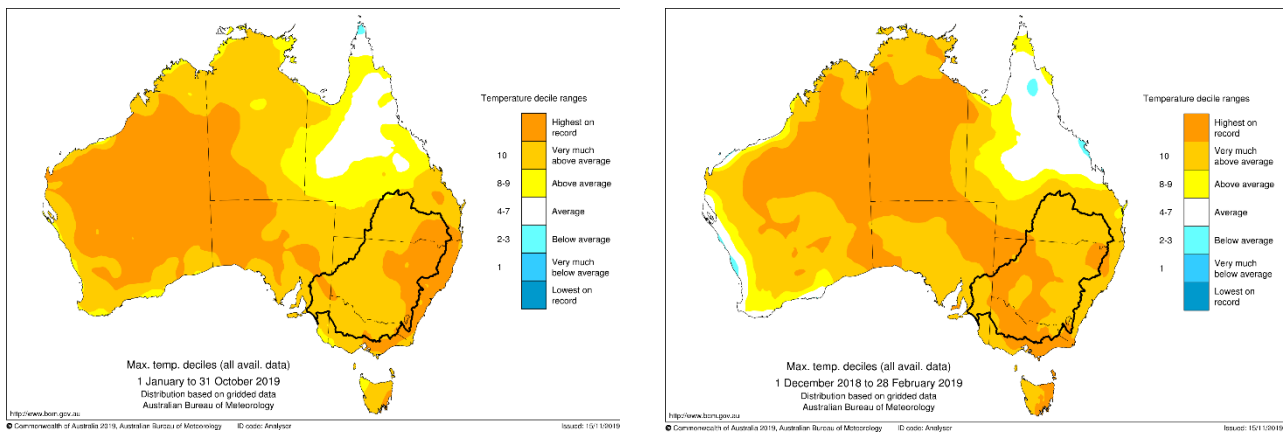 Temperature decile ranges
Highest on
record
10
Very much
above average
8-9
Above average
4-7
Average
2-3
Below average
1
Very much
below average
Lowest on
record
Max. temp. deciles (all avail. data)
1 January to 31 October 2019
Distribution based on gridded data
Australian Bureau of Meteorology
http://www.bom.gov.au
© Commonwealth of Australia 2019, Australian Bureau of Meteorology ID code: Analyser Issued: 15/11/2019
Temperature decile ranges
Highest on
record
10
Very much
above average
8-9
Above average
4-7
Average
2-3
Below average
1
Very much
below average
Lowest on
record
Max. temp. deciles (all avail. data)
1 December 2018 to 28 February 2019
Distribution based on gridded data
Australian Bureau of Meteorology
http://www.bom.gov.au
© Commonwealth of Australia 2019, Australian Bureau of Meteorology ID code: Analyser Issued: 15/11/2019